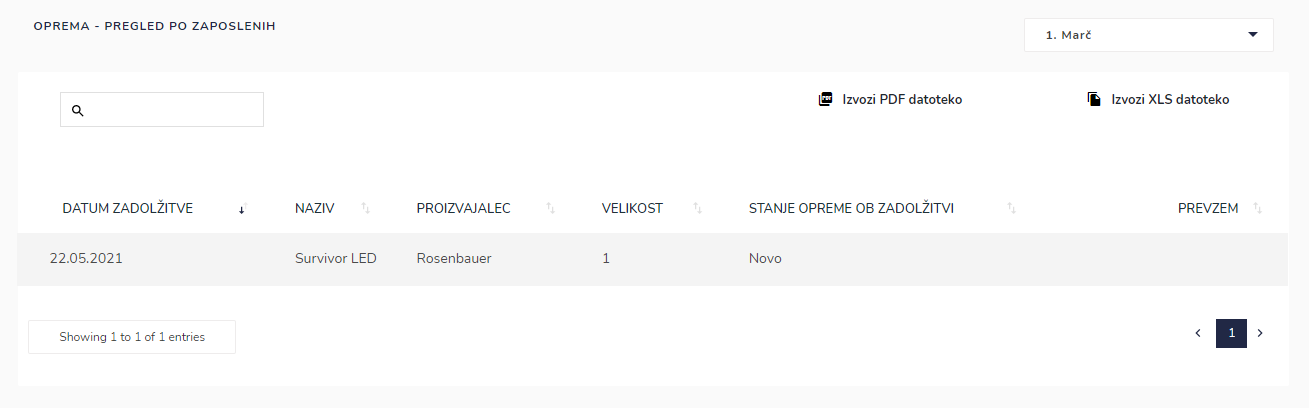 OPREMA - PREGLED PO ZAPOSLENIH
1. Marč
Izvozi PDF datoteko
Izvozi XLS datoteko
DATUM ZADOLŽITVE NAZIV PROIZVAJALEC VELIKOST STANJE OPREME OB ZADOLŽITVI PREVZEM
22.05.2021 Survivor LED Rosenbauer 1 Novo
Showing 1 to 1 of 1 entries
1